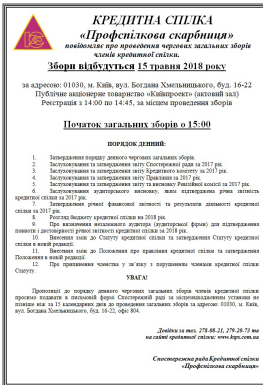 КРЕДИТНА СПІЛКА
«Профспілкова скарбниця»
повідомляє про проведення чергових загальних зборів
членів кредитної спілки.
Збори відбудуться 15 травня 2018 року
за адресою: 01030, м. Київ, вул. Богдана Хмельницького, буд. 16-22
Публічне акціонерне товариство «Київпроект» (актовий зал)
Реєстрація з 14:00 по 14:45, за місцем проведення зборів
Початок загальних зборів о 15:00
ПОРЯДОК ДЕННИЙ:
1. Затвердження порядку денного чергових загальних зборів.
2. Заслуховування та затвердження звіту Спостережної ради за 2017 рік.
3. Заслуховування та затвердження звіту Кредитного комітету за 2017 рік.
4. Заслуховування та затвердження звіту Правління за 2017 рік.
5. Заслуховування та затвердження звіту та висновку Ревізійної комісії за 2017 рік.
6. Заслуховування аудиторського висновку, яким підтверджена річна звітність
кредитної спілки за 2017 рік.
7. Затвердження річної фінансової звітності та результатів діяльності кредитної
спілки за 2017 рік.
8. Розгляд бюджету кредитної спілки на 2018 рік.
9. Про визначення незалежного аудитора (аудиторської фірми) для підтвердження
повноти і достовірності річної звітності кредитної спілки за 2018 рік.
10. Внесення змін до Статуту кредитної спілки та затвердження Статуту кредитної
спілки в новій редакції.
11. Внесення змін до Положення про правління кредитної спілки та затвердження
Положення в новій редакції.
12. Про припинення членства у зв'язку з порушенням членами кредитної спілки
Статуту.
УВАГА!
Пропозиції до порядку денного чергових загальних зборів членів кредитної спілки
просимо подавати в письмовій формі Спостережній раді за місцезнаходженням установи не
пізніше ніж за 15 календарних днів до проведення загальних зборів за адресою: 01030, м.
Київ, вул. Богдана Хмельницького, буд. 16-22, офіс 804.
Довідки за тел. 278-68-21, 279-20-73 та
на сайті кредитної спілки: www.ksps.com.ua
Спостережна рада Кредитної спілки
«Профспілкова скарбниця»